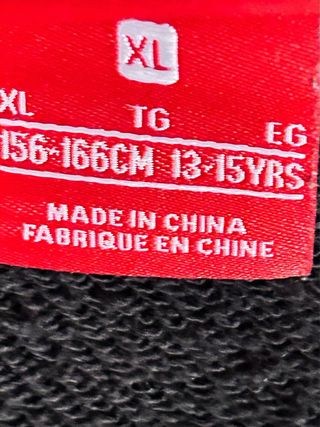 XL
XL TG EG
156-166CM 13-15YRS
MADE IN CHINA
FABRIQUE EN CHINE